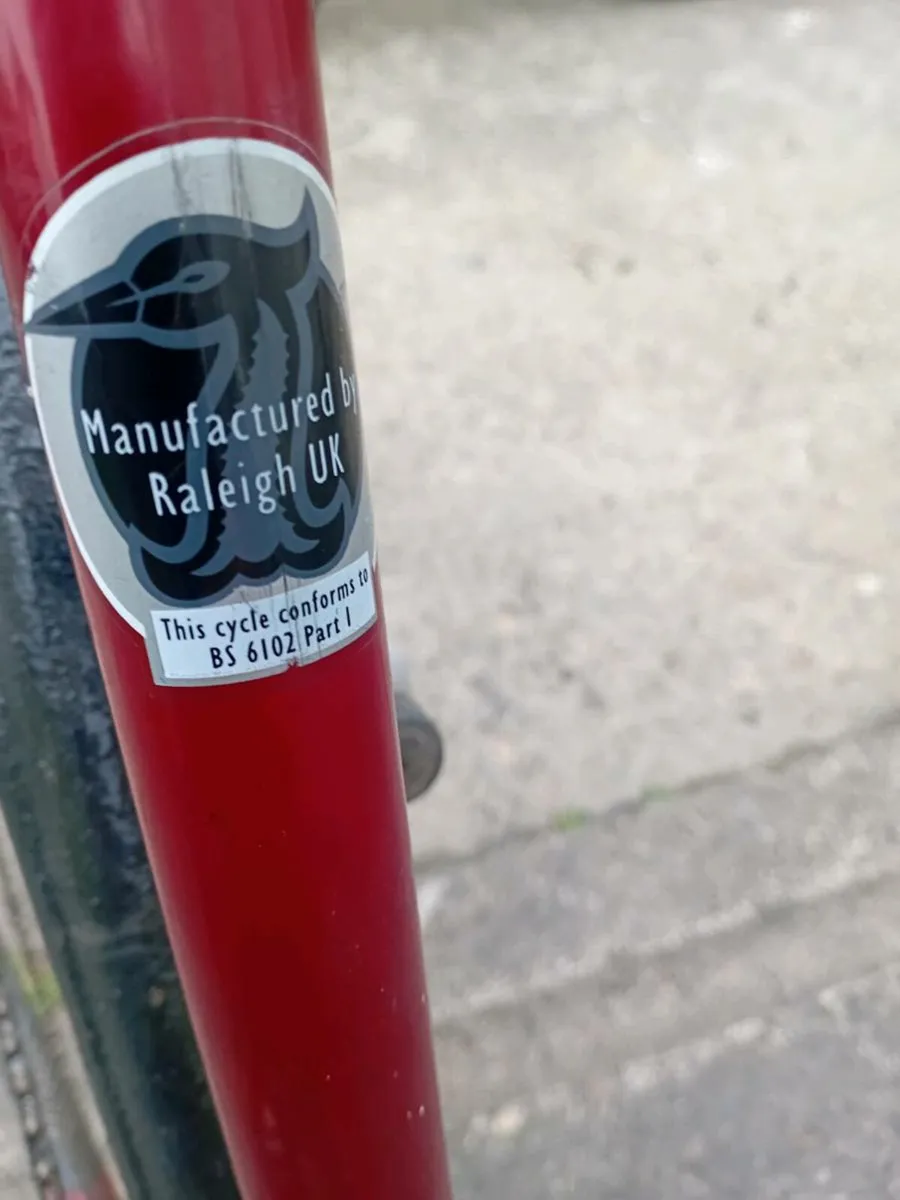 Manufactured by
Raleigh UK
This cycle conforms to
BS 6102 Part 1